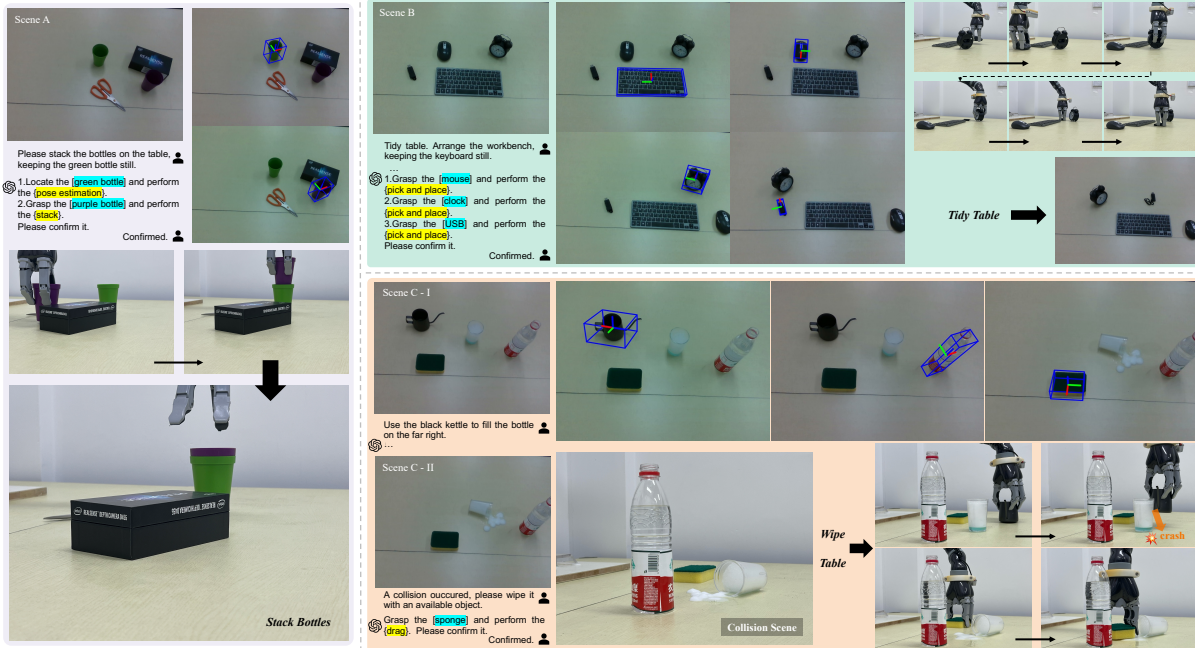 Scene A
Please stack the bottles on the table,
keeping the green bottle still.
1.Locate the [green bottle] and perform
the {pose estimation}.
2.Grasp the [purple bottle] and perform
the {stack}.
Please confirm it.
Confirmed.
Stack Bottles
Scene B
Tidy table. Arrange the workbench,
keeping the keyboard still.
...
1.Grasp the [mouse] and perform the
{pick and place}.
2.Grasp the [clock] and perform the
{pick and place}.
3.Grasp the [USB] and perform the
{pick and place}.
Please confirm it.
Confirmed.
Tidy Table
Scene C - I
Use the black kettle to fill the bottle
on the far right.
...
Scene C - II
A collision ouccured, please wipe it
with an available object.
Grasp the [sponge] and perform the
{drag}. Please confirm it.
Confirmed.
Collision Scene
Wipe
Table
crash